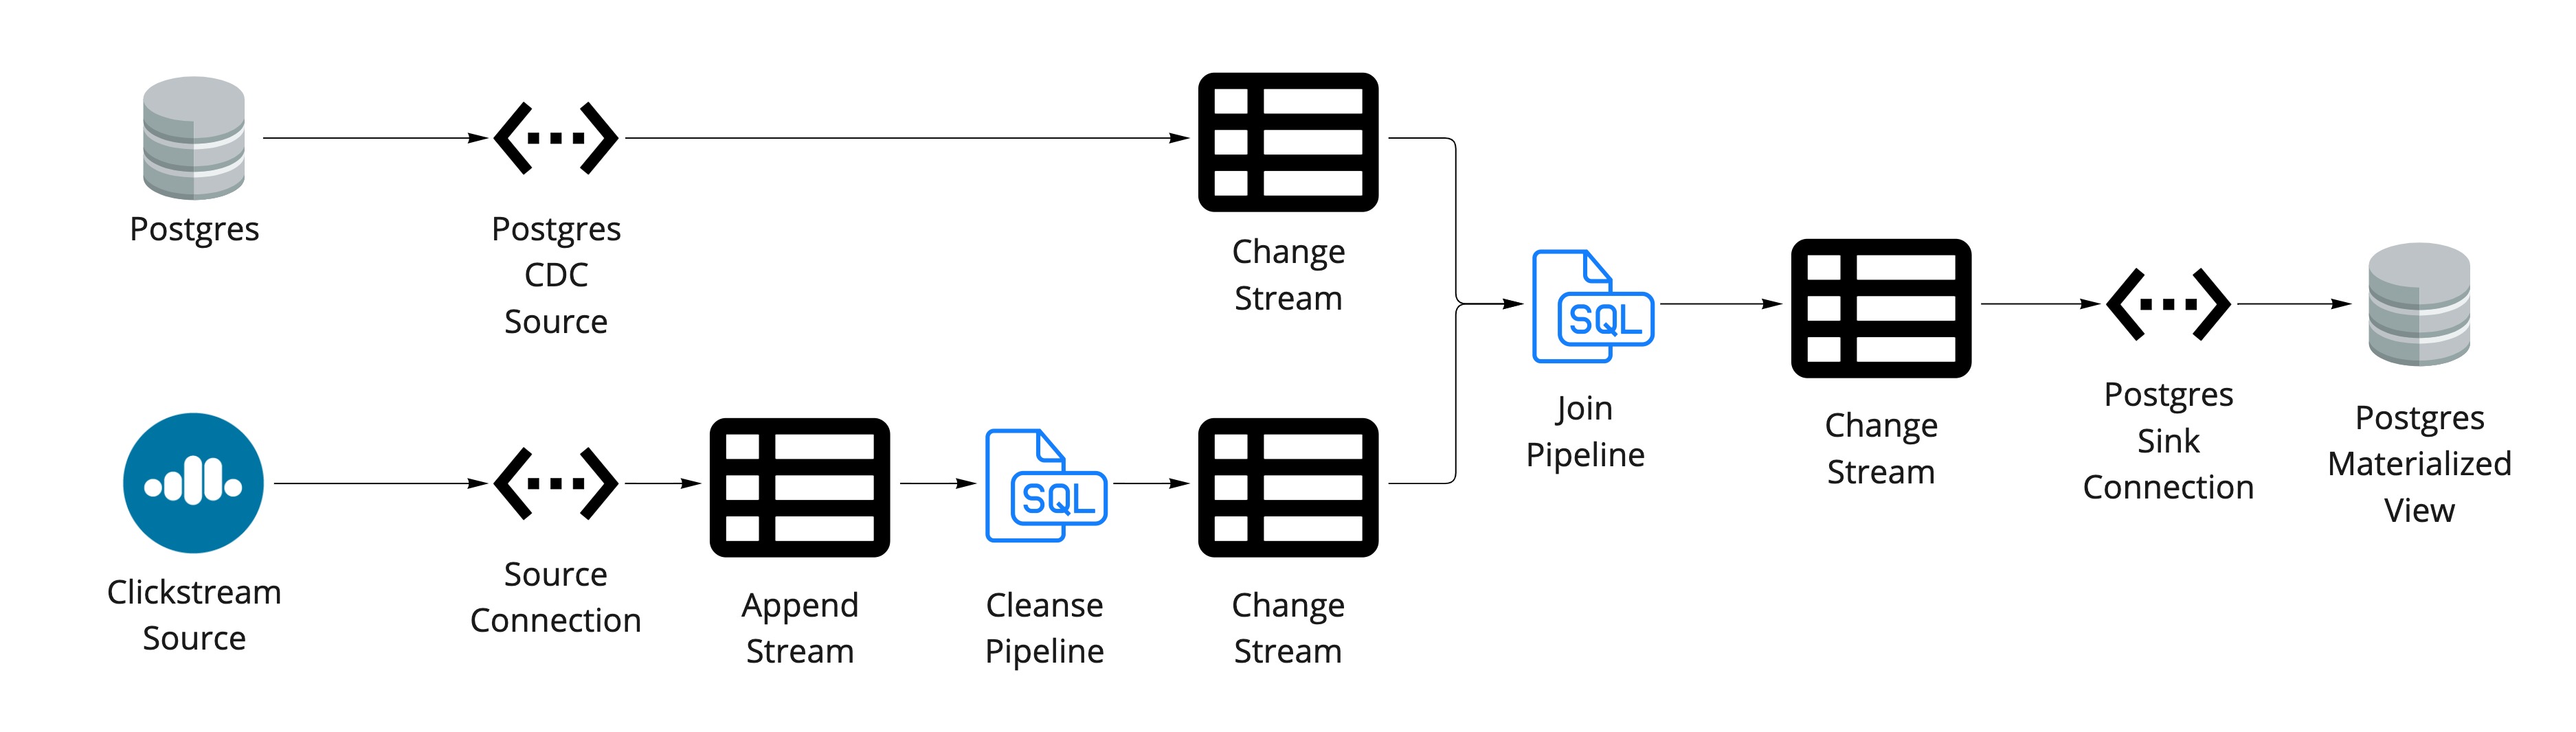 Postgres
Postgres
CDC
Source
Change
Stream
SQL
Join
Pipeline
Change
Stream
Postgres
Sink
Connection
Postgres
Materialized
View
Clickstream
Source
Source
Connection
Append
Stream
SQL
Cleanse
Pipeline
Change
Stream